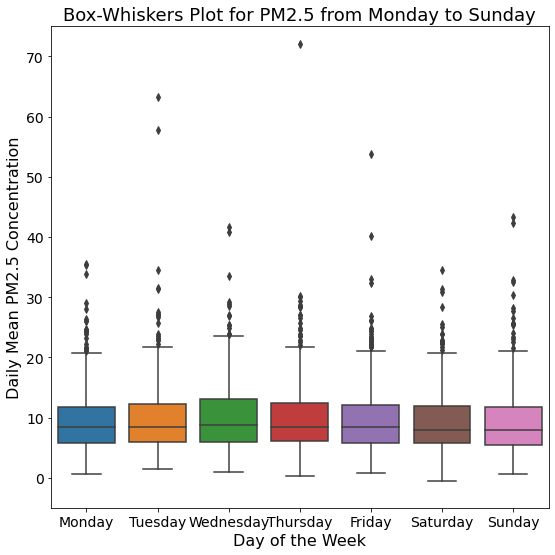 Box-Whiskers Plot for PM2.5 from Monday to Sunday
Daily Mean PM2.5 Concentration
70
60
50
40
30
20
10
0
Monday Tuesday Wednesday Thursday Friday Saturday Sunday
Day of the Week